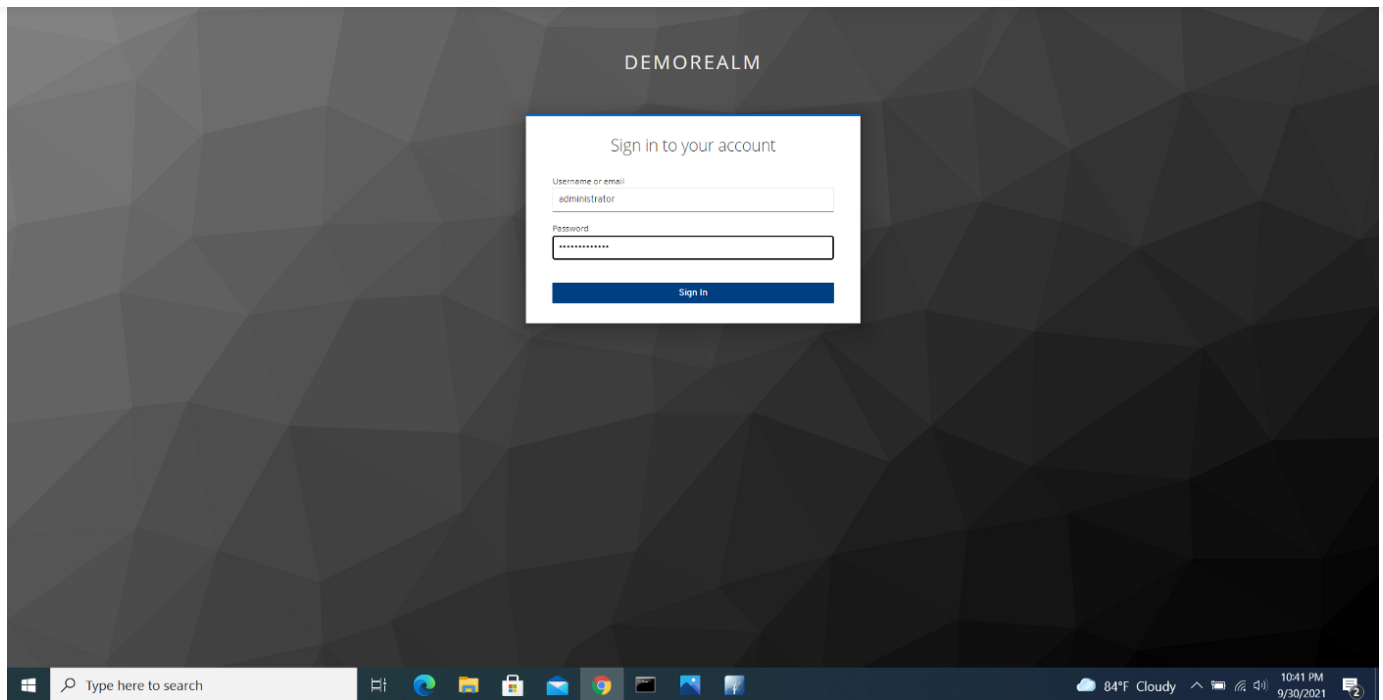 DEMOREALM
Sign in to your account
Username or email
administrator
Password
•••••••••••••
Sign In
Type here to search
84°F Cloudy
10:41 PM
9/30/2021
2